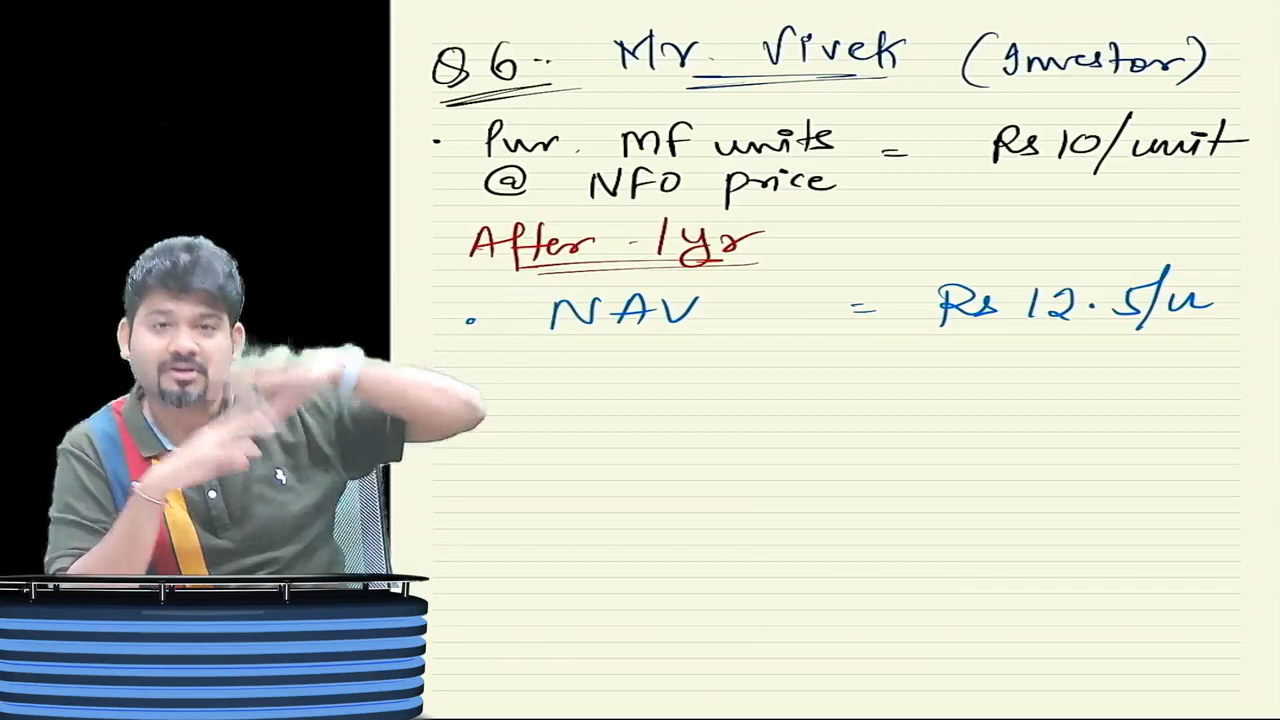 Q6.. Mr. Vivek (Investor)
. Pur. MF units = Rs 10/unit
@ NFO price
After 1yr
. NAV = Rs 12.5/u